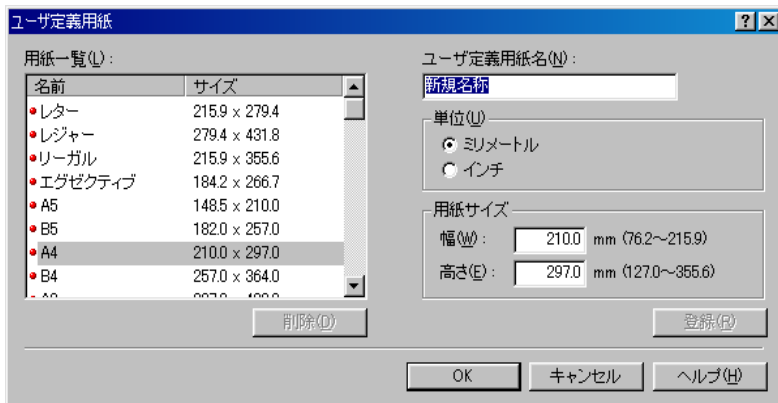 ユーザ定義用紙
用紙一覧(L):
名前 サイズ
レター 215.9 x 279.4
レジャー 279.4 x 431.8
リーガル 215.9 x 355.6
エグゼクティブ 184.2 x 266.7
A5 148.5 x 210.0
B5 182.0 x 257.0
A4 210.0 x 297.0
B4 257.0 x 364.0
削除(D)
ユーザ定義用紙名(N):
新規名称
単位(U)
ミリメートル
インチ
用紙サイズ
幅(W): 210.0 mm (76.2～215.9)
高さ(E): 297.0 mm (127.0～355.6)
登録(R)
OK キャンセル ヘルプ(H)